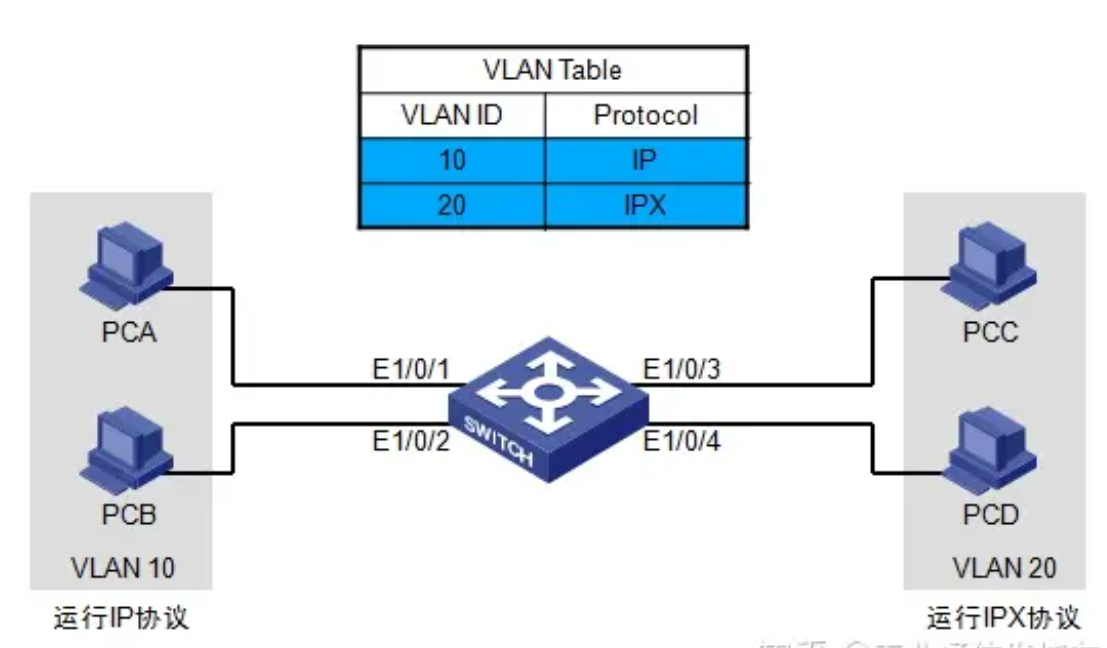 VLAN Table
VLAN ID Protocol
10 IP
20 IPX
PCA
PCC
E1/0/1
E1/0/3
SWITCH
E1/0/2
E1/0/4
PCB
PCD
VLAN 10
VLAN 20
运行IP协议
运行IPX协议